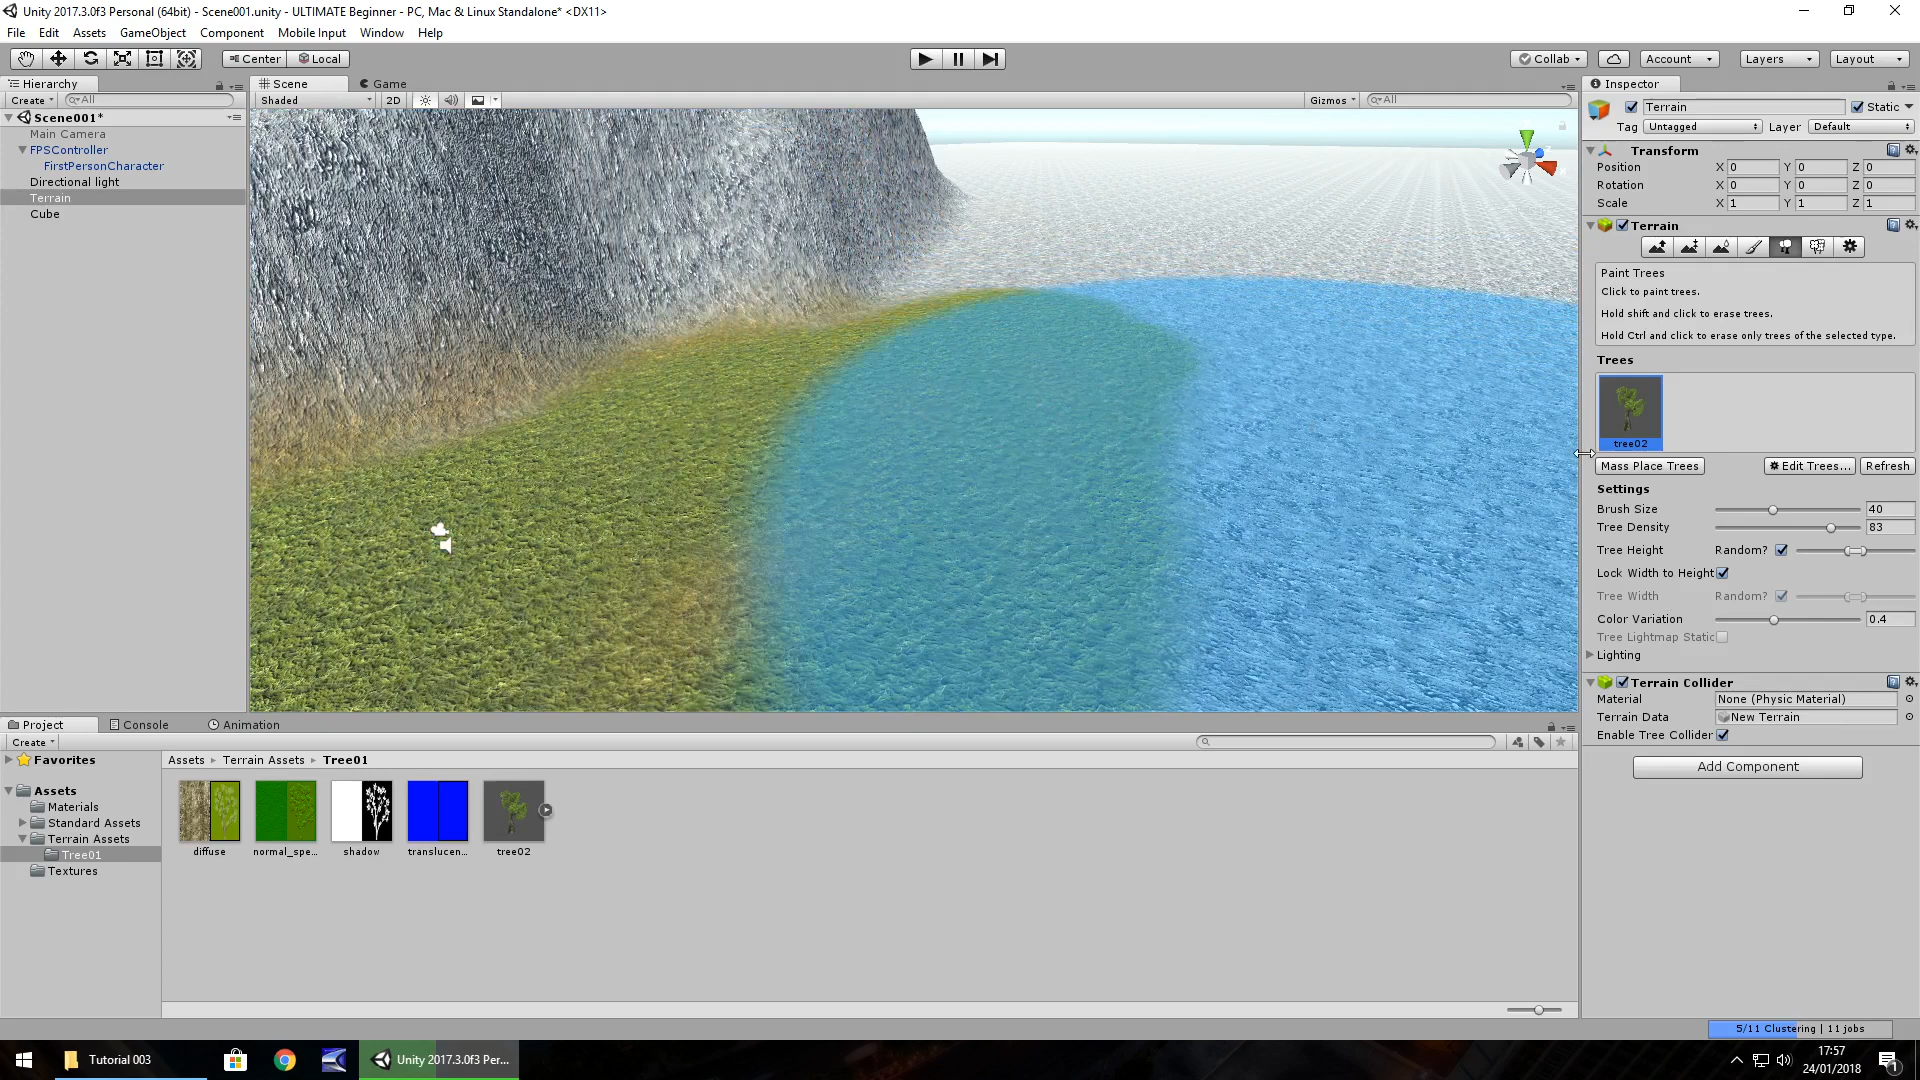 Unity 2017.3.0f3 Personal (64bit) - Scene001.unity - ULTIMATE Beginner - PC, Mac & Linux Standalone* <DX11>
File Edit Assets GameObject Component Mobile Input Window Help
Center Local
Collab Account Layers Layout
Hierarchy
Create All
Scene001*
Main Camera
FPSController
FirstPersonCharacter
Directional light
Terrain
Cube
Scene Game
Shaded 2D Gizmos All
Inspector
Terrain Static
Tag Untagged Layer Default
Transform
Position X 0 Y 0 Z 0
Rotation X 0 Y 0 Z 0
Scale X 1 Y 1 Z 1
Terrain
Paint Trees
Click to paint trees.
Hold shift and click to erase trees.
Hold Ctrl and click to erase only trees of the selected type.
Trees
tree02
Mass Place Trees Edit Trees... Refresh
Settings
Brush Size 40
Tree Density 83
Tree Height Random?
Lock Width to Height
Tree Width Random?
Color Variation 0.4
Tree Lightmap Static
Lighting
Terrain Collider
Material None (Physic Material)
Terrain Data New Terrain
Enable Tree Collider
Add Component
Project Console Animation
Create
Favorites
Assets
Materials
Standard Assets
Terrain Assets
Tree01
Textures
Assets Terrain Assets Tree01
diffuse normal_spe... shadow translucen... tree02
5/11 Clustering | 11 jobs
Tutorial 003
Unity 2017.3.0f3 Per...
17:57
24/01/2018
1